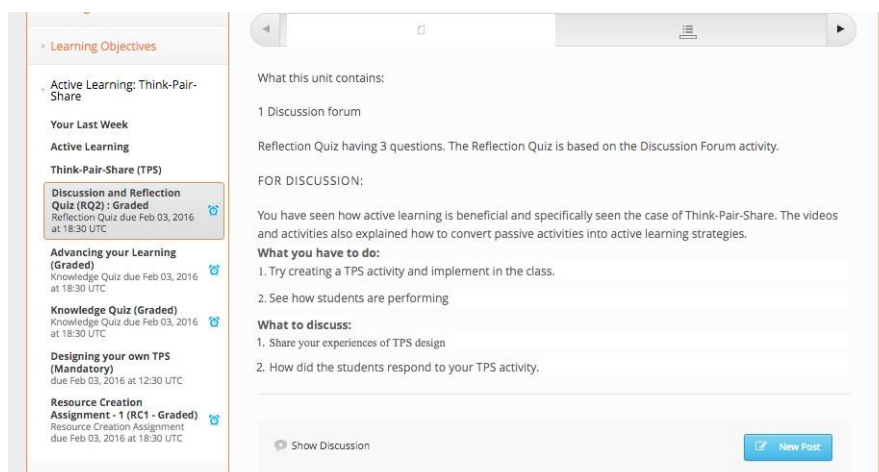 Learning Objectives
Active Learning: Think-Pair-
Share
Your Last Week
Active Learning
Think-Pair-Share (TPS)
Discussion and Reflection
Quiz (RQ2) : Graded
Reflection Quiz due Feb 03, 2016
at 18:30 UTC
Advancing your Learning
(Graded)
Knowledge Quiz due Feb 03, 2016
at 18:30 UTC
Knowledge Quiz (Graded)
Knowledge Quiz due Feb 03, 2016
at 18:30 UTC
Designing your own TPS
(Mandatory)
due Feb 03, 2016 at 12:30 UTC
Resource Creation
Assignment - 1 (RC1 - Graded)
Resource Creation Assignment
due Feb 03, 2016 at 18:30 UTC
What this unit contains:
1 Discussion forum
Reflection Quiz having 3 questions. The Reflection Quiz is based on the Discussion Forum activity.
FOR DISCUSSION:
You have seen how active learning is beneficial and specifically seen the case of Think-Pair-Share. The videos
and activities also explained how to convert passive activities into active learning strategies.
What you have to do:
1. Try creating a TPS activity and implement in the class.
2. See how students are performing
What to discuss:
1. Share your experiences of TPS design
2. How did the students respond to your TPS activity.
Show Discussion
New Post